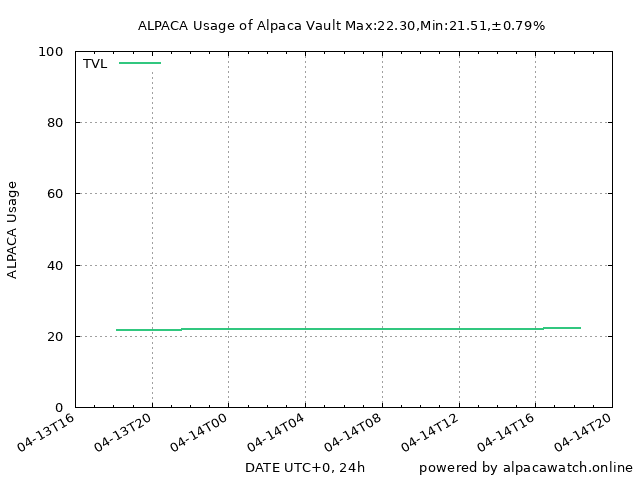 ALPACA Usage of Alpaca Vault Max:22.30,Min:21.51,±0.79%
100
TVL
80
60
ALPACA Usage
40
20
0
04-13T16
04-13T20
04-14T00
04-14T04
04-14T08
04-14T12
04-14T16
04-14T20
DATE UTC+0, 24h
powered by alpacawatch.online